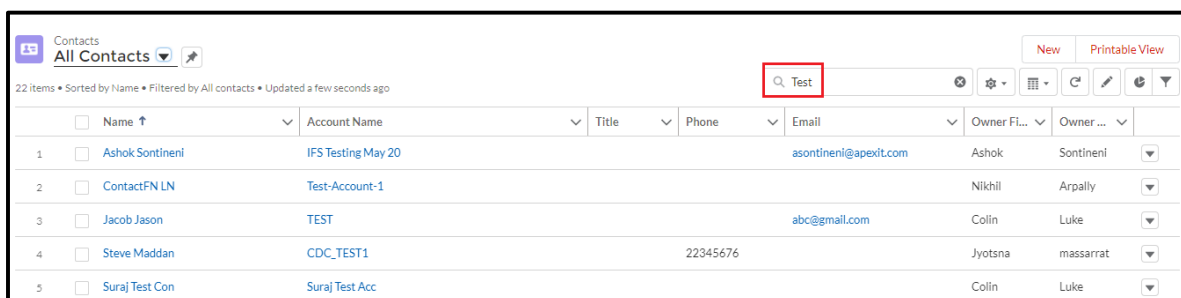 Contacts
All Contacts
New Printable View
22 items • Sorted by Name • Filtered by All contacts • Updated a few seconds ago
Test
Name ↑ Account Name Title Phone Email Owner Fi... Owner ...
1 Ashok Sontineni IFS Testing May 20 asontineni@apexit.com Ashok Sontineni
2 ContactFN LN Test-Account-1 Nikhil Arpally
3 Jacob Jason TEST abc@gmail.com Colin Luke
4 Steve Maddan CDC_TEST1 22345676 Jyotsna massarrat
5 Suraj Test Con Suraj Test Acc Colin Luke